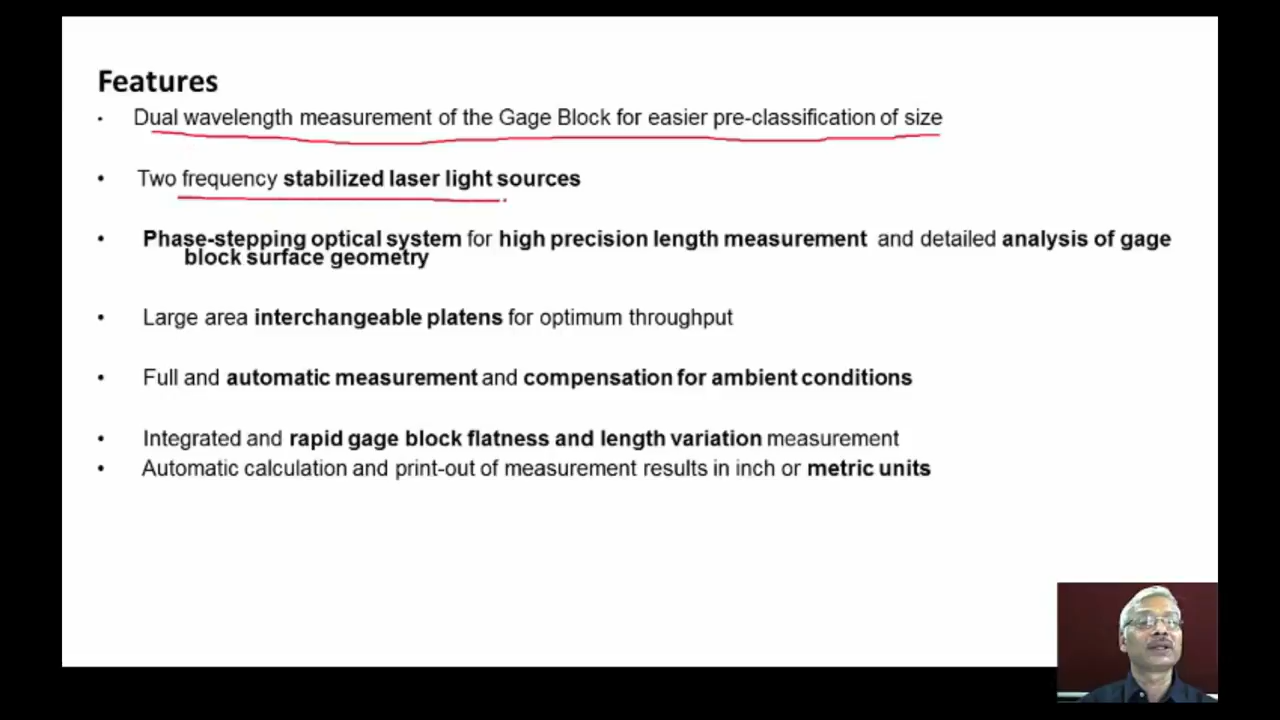 Features
• Dual wavelength measurement of the Gage Block for easier pre-classification of size
• Two frequency stabilized laser light sources
• Phase-stepping optical system for high precision length measurement and detailed analysis of gage
block surface geometry
• Large area interchangeable platens for optimum throughput
• Full and automatic measurement and compensation for ambient conditions
• Integrated and rapid gage block flatness and length variation measurement
• Automatic calculation and print-out of measurement results in inch or metric units